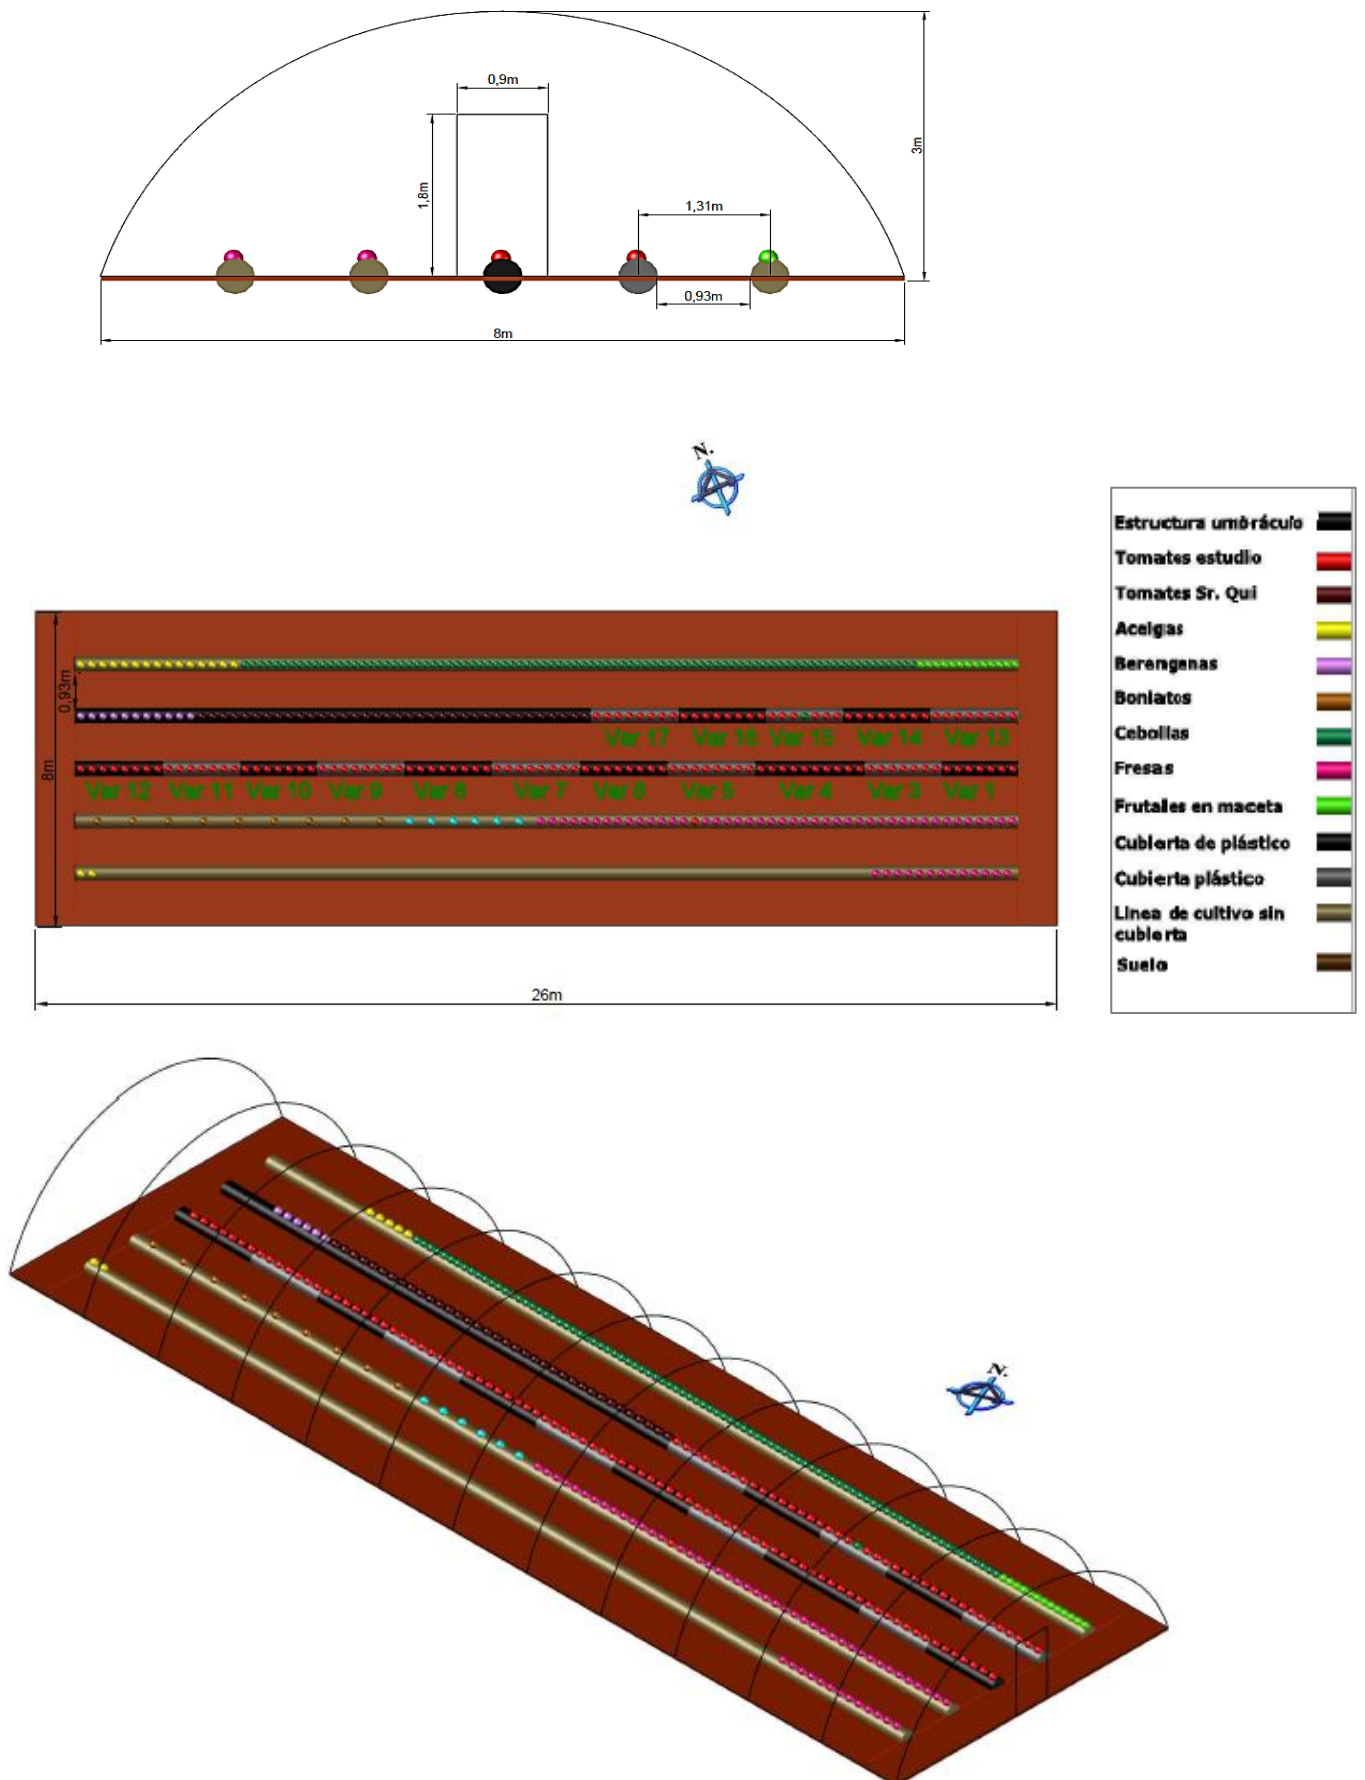 0,9m
3m
1,8m
1,31m
0,93m
8m
N.
Estructura umbráculo
Tomates estudio
Tomates Sr. Qui
Acelgas
Berengenas
Boniatos
Cebollas
Fresas
Frutales en maceta
Cubierta de plástico
Cubierta plástico
Linea de cultivo sin
cubierta
Suelo
0,93m
8m
Var 17 Var 16 Var 15 Var 14 Var 13
Var 12 Var 11 Var 10 Var 9 Var 8 Var 7 Var 6 Var 5 Var 4 Var 3 Var 1
26m
N.